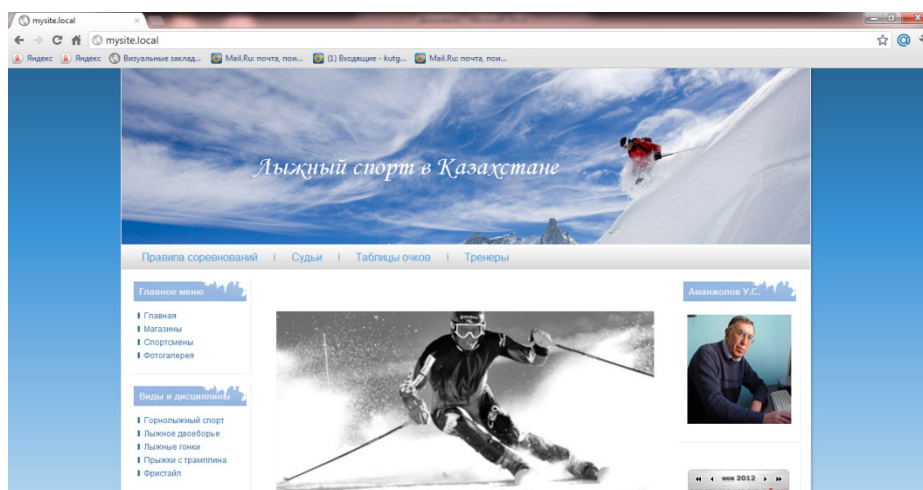 mysite.local
mysite.local
Яндекс Яндекс Визуальные заклад... Mail.Ru: почта, пои... (1) Входящие - kutg... Mail.Ru: почта, пои...
Лыжный спорт в Казахстане
Правила соревнований | Судьи | Таблицы очков | Тренеры
Главное меню
Главная
Магазины
Спортсмены
Фотогалерея
Виды и дисциплины
Горнолыжный спорт
Лыжное двоеборье
Лыжные гонки
Прыжки с трамплина
Фристайл
Аманжолов У.С.
ноя 2012